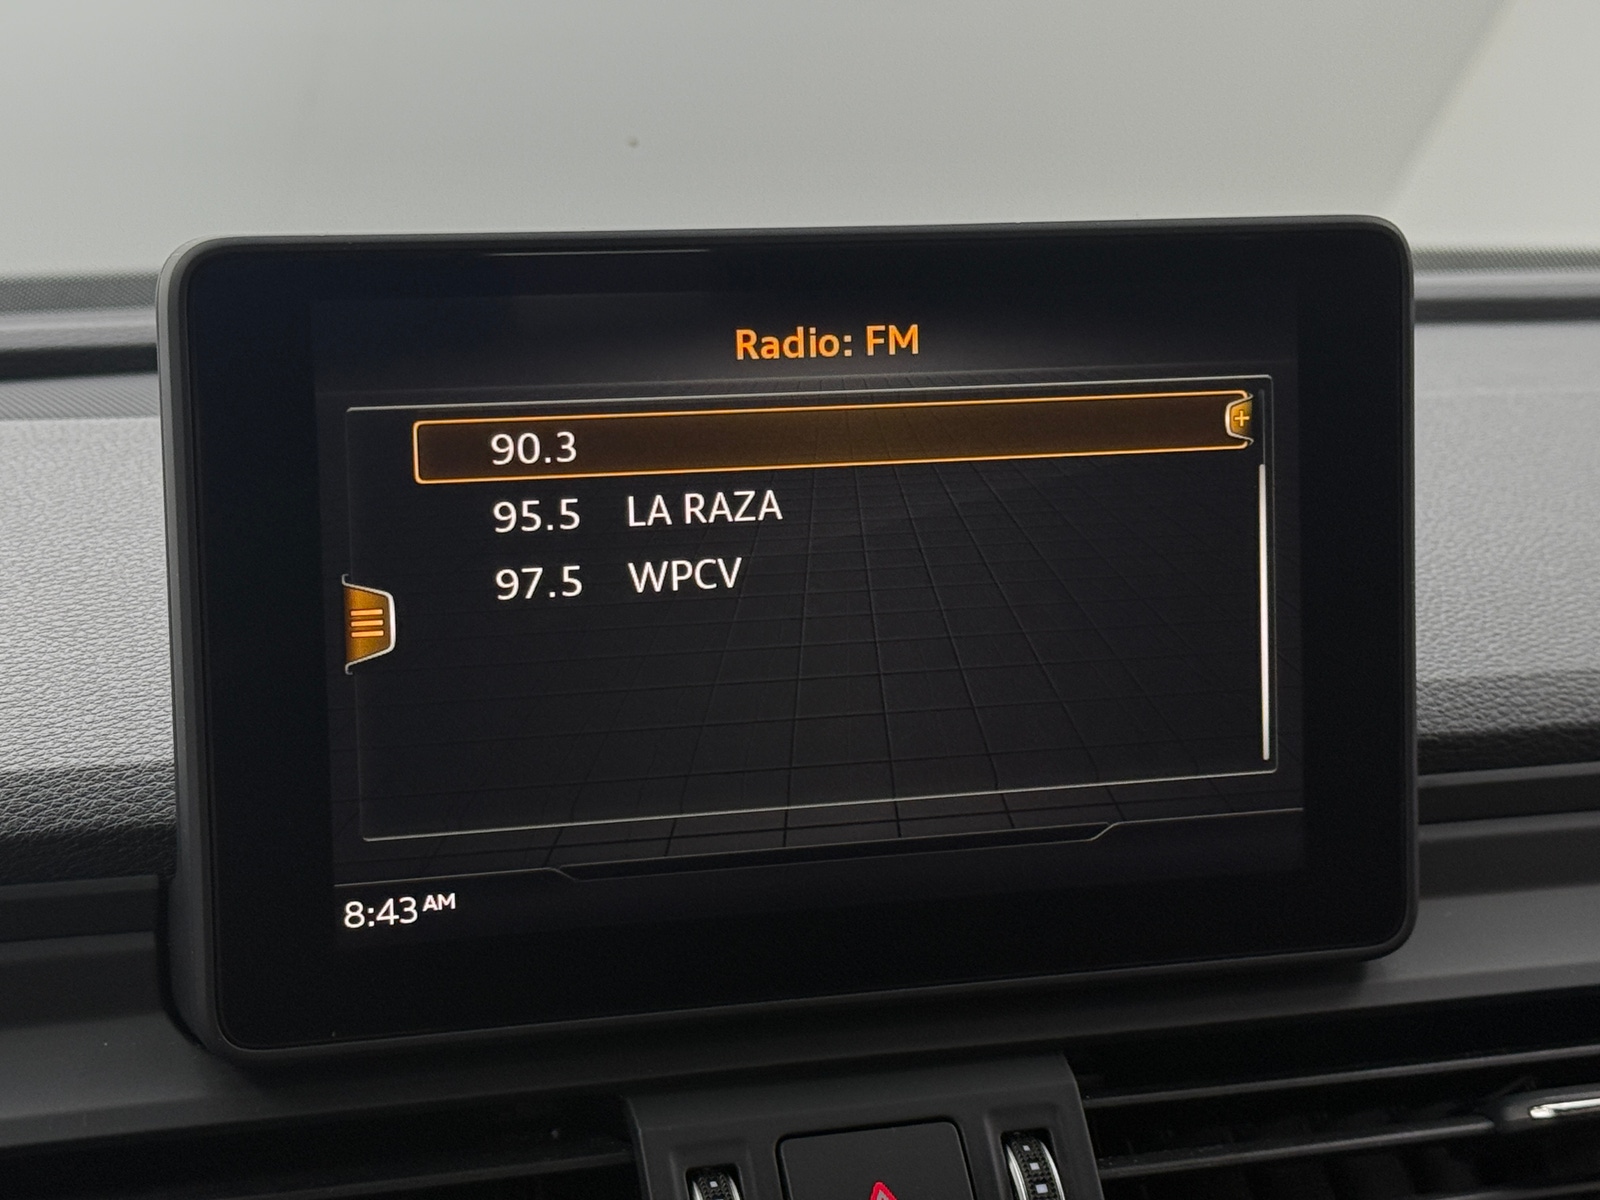 Radio: FM
90.3
95.5 LA RAZA
97.5 WPCV
8:43 AM